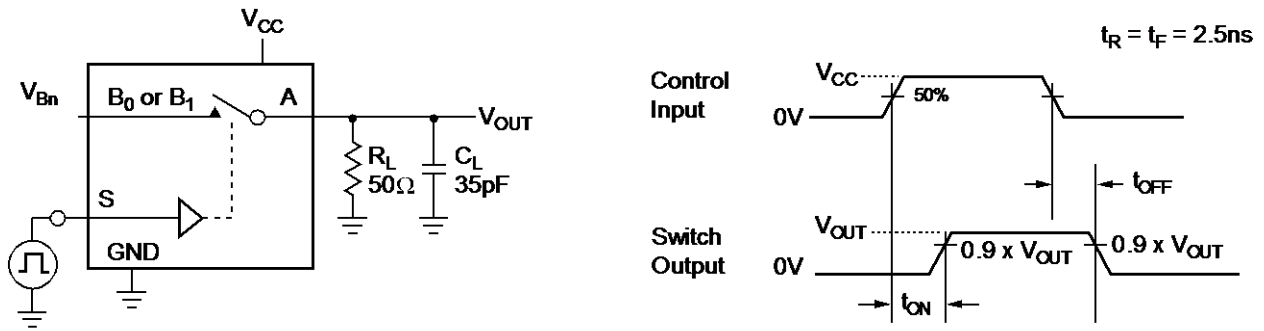 V_CC
V_Bn
B_0 or B_1
A
V_OUT
R_L
50Ω
C_L
35pF
S
GND
t_R = t_F = 2.5ns
Control
Input
V_CC
50%
0V
t_OFF
Switch
Output
V_OUT
0.9 x V_OUT
0.9 x V_OUT
0V
t_ON